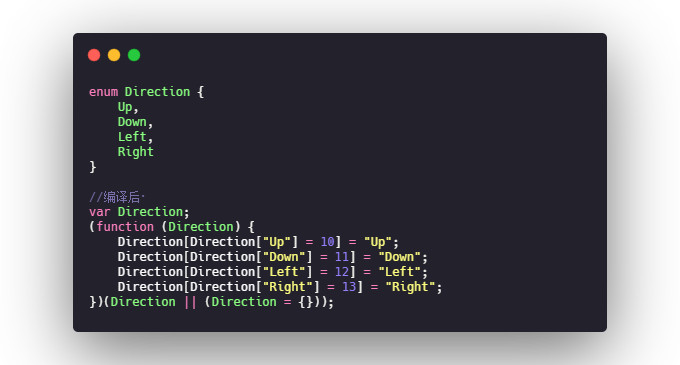 enum Direction {
    Up,
    Down,
    Left,
    Right
}
//编译后:
var Direction;
(function (Direction) {
    Direction[Direction["Up"] = 10] = "Up";
    Direction[Direction["Down"] = 11] = "Down";
    Direction[Direction["Left"] = 12] = "Left";
    Direction[Direction["Right"] = 13] = "Right";
})(Direction || (Direction = {}));